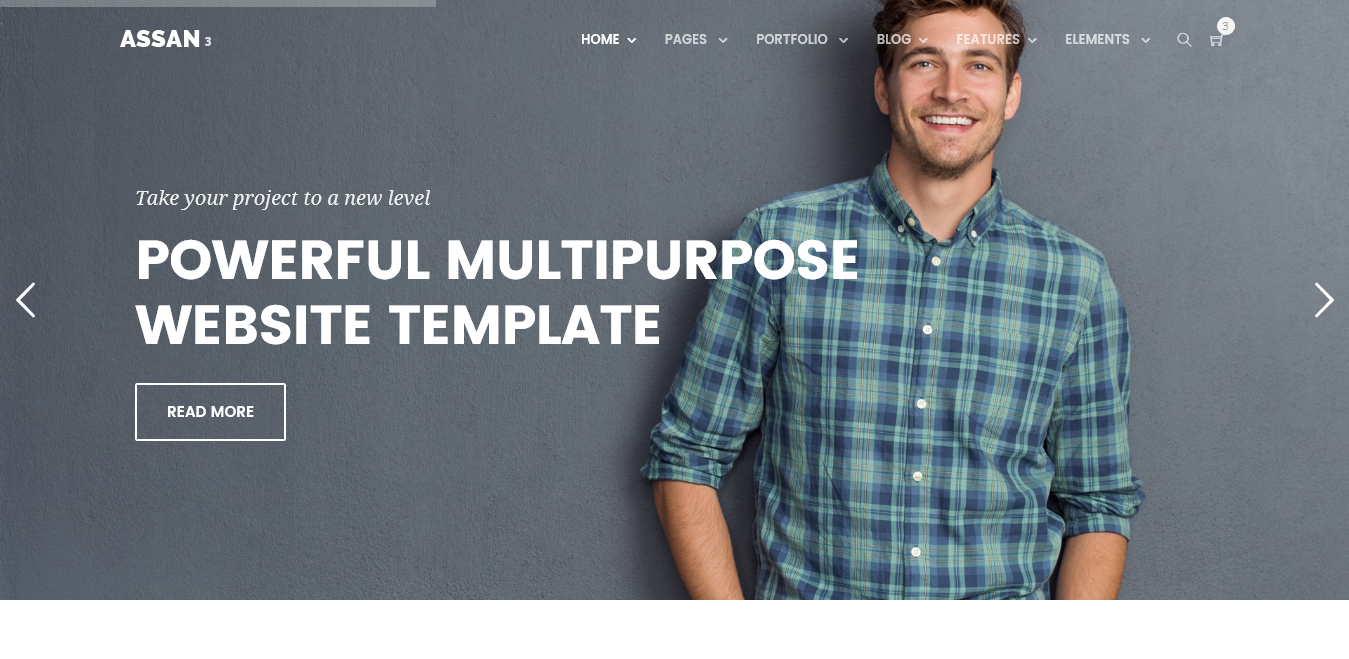 ASSAN 3
HOME PAGES PORTFOLIO BLOG FEATURES ELEMENTS 3
Take your project to a new level
POWERFUL MULTIPURPOSE
WEBSITE TEMPLATE
READ MORE